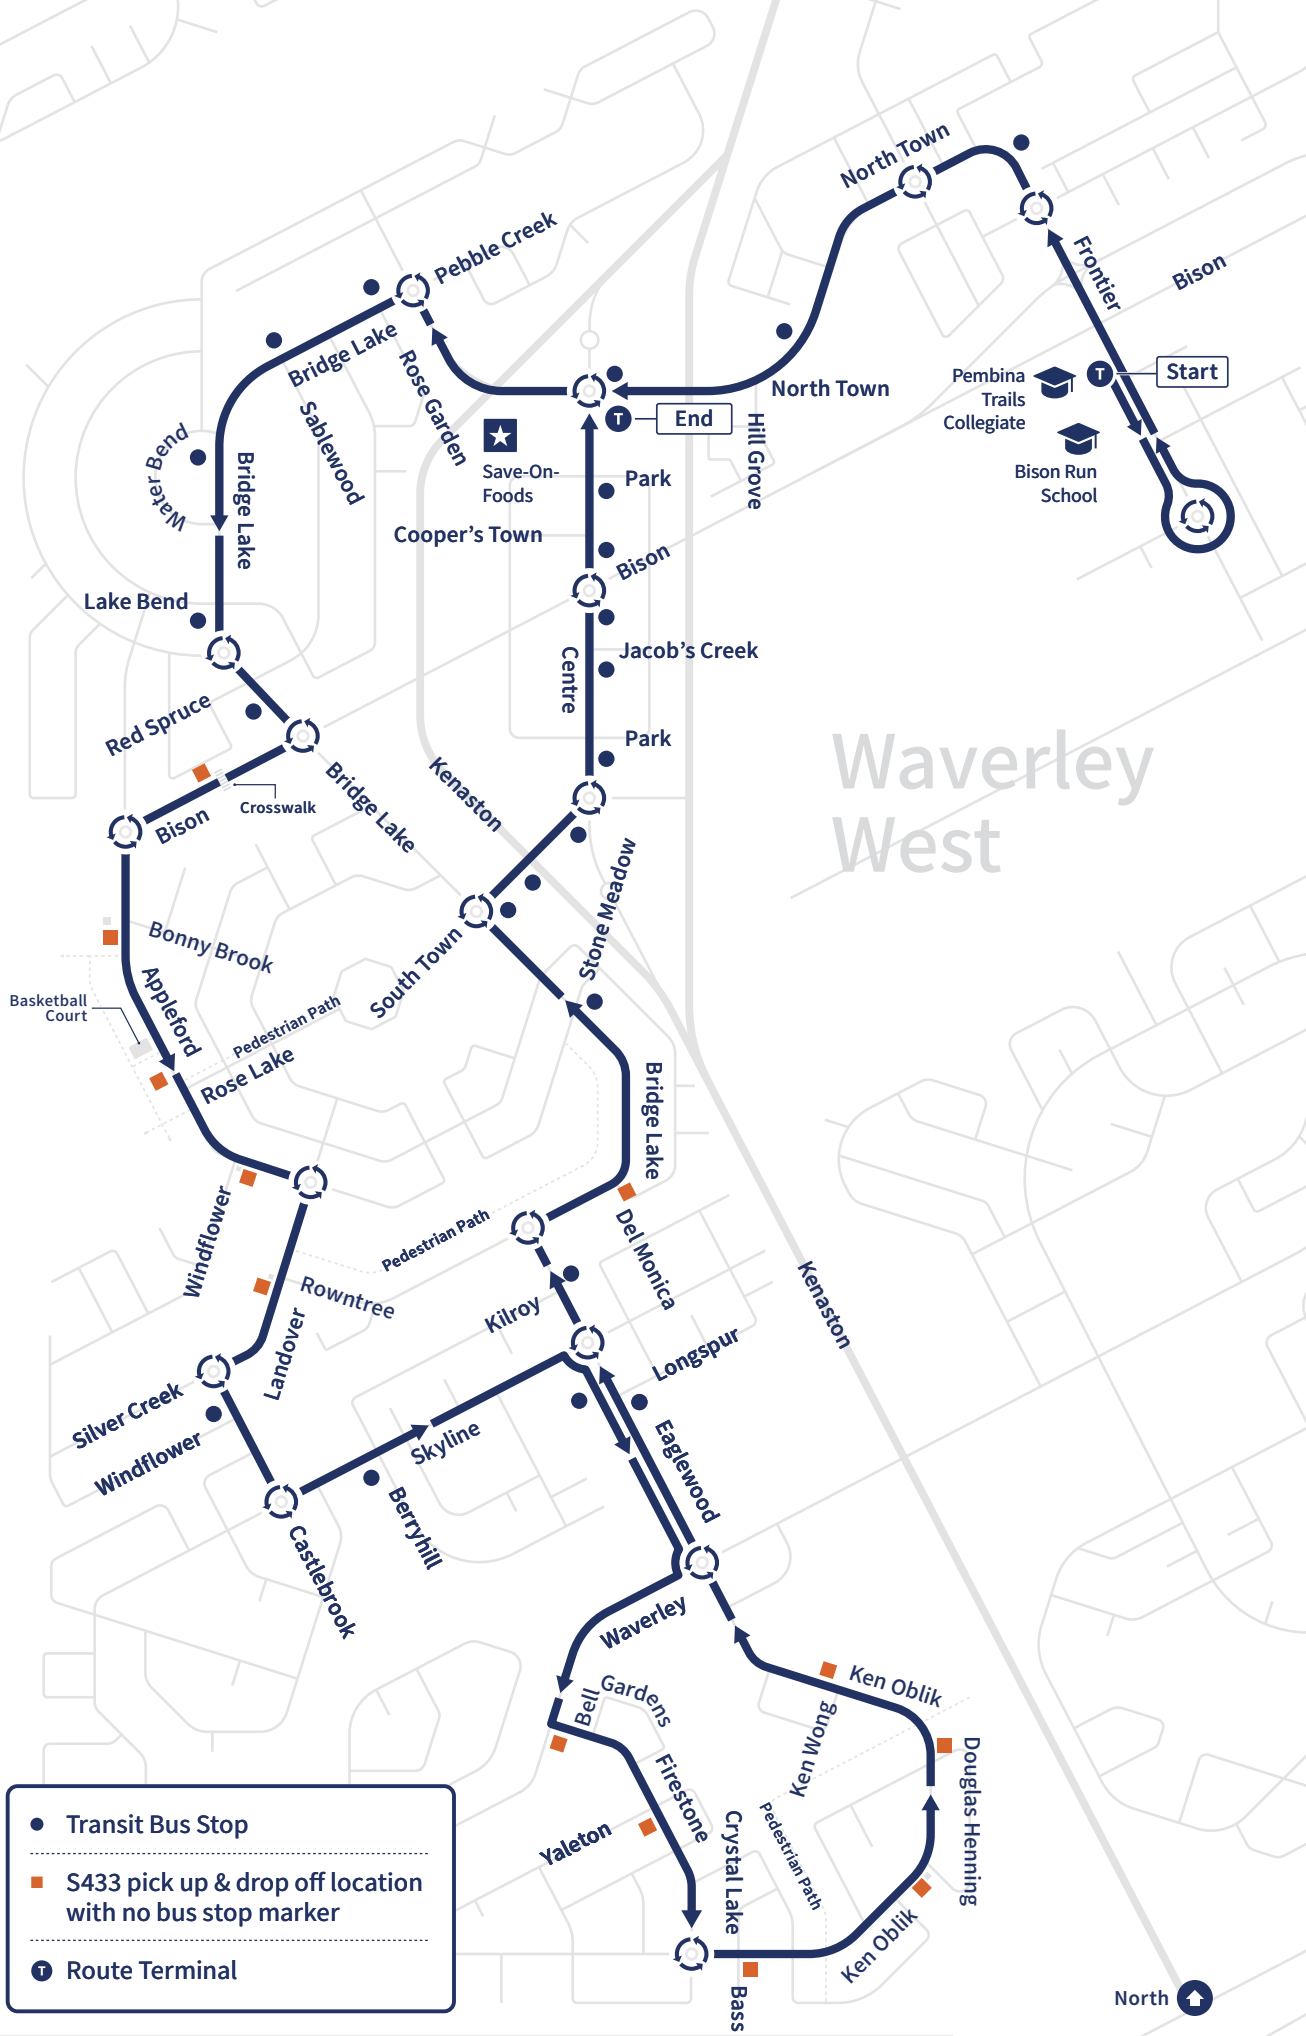 North Town
Pebble Creek
Frontier
Bison
Bridge Lake
Rose Garden
Sablewood
Pembina
Trails
Collegiate
T
Start
North Town
T
End
Hill Grove
Save-On-
Foods
Bison Run
School
Water Bend
Bridge Lake
Park
Cooper's Town
Bison
Lake Bend
Jacob's Creek
Centre
Red Spruce
Park
Waverley
West
Kenaston
Bridge Lake
Crosswalk
Bison
Stone Meadow
Bonny Brook
South Town
Appleford
Basketball
Court
Pedestrian Path
Rose Lake
Bridge Lake
Windflower
Pedestrian Path
Del Monica
Rowntree
Kilroy
Kenaston
Landover
Longspur
Silver Creek
Windflower
Skyline
Eaglewood
Berryhill
Castlebrook
Waverley
Bell
Gardens
Ken Oblik
Ken Wong
Firestone
Douglas Henning
Yaleton
Crystal Lake
Pedestrian Path
Ken Oblik
Bass
Transit Bus Stop
S433 pick up & drop off location
with no bus stop marker
T
Route Terminal
North